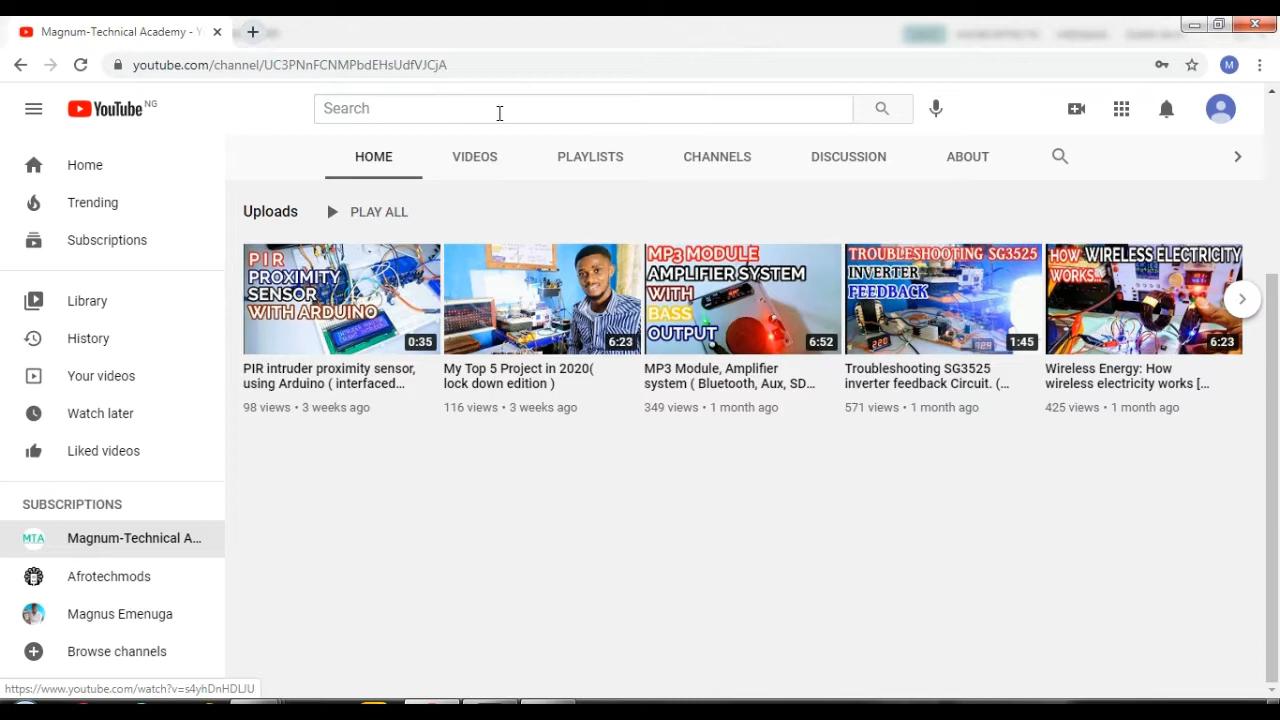 Magnum-Technical Academy - Y
youtube.com/channel/UC3PNnFCNMPbdEHsUdfVJCjA
M
YouTube NG
Search
Home
Trending
Subscriptions
Library
History
Your videos
Watch later
Liked videos
SUBSCRIPTIONS
MTA Magnum-Technical A...
Afrotechmods
Magnus Emenuga
Browse channels
HOME VIDEOS PLAYLISTS CHANNELS DISCUSSION ABOUT
Uploads PLAY ALL
PIR
PROXIMITY
SENSOR
WITH ARDUINO
0:35
PIR intruder proximity sensor,
using Arduino ( interfaced...
98 views • 3 weeks ago
6:23
My Top 5 Project in 2020(
lock down edition )
116 views • 3 weeks ago
MP3 MODULE
AMPLIFIER SYSTEM
WITH
BASS
OUTPUT
6:52
MP3 Module, Amplifier
system ( Bluetooth, Aux, SD...
349 views • 1 month ago
TROUBLESHOOTING SG3525
INVERTER
FEEDBACK
1:45
Troubleshooting SG3525
inverter feedback Circuit. (...
571 views • 1 month ago
HOW WIRELESS ELECTRICITY
WORKS...
6:23
Wireless Energy: How
wireless electricity works [...
425 views • 1 month ago
https://www.youtube.com/watch?v=s4yhDnHDLJU